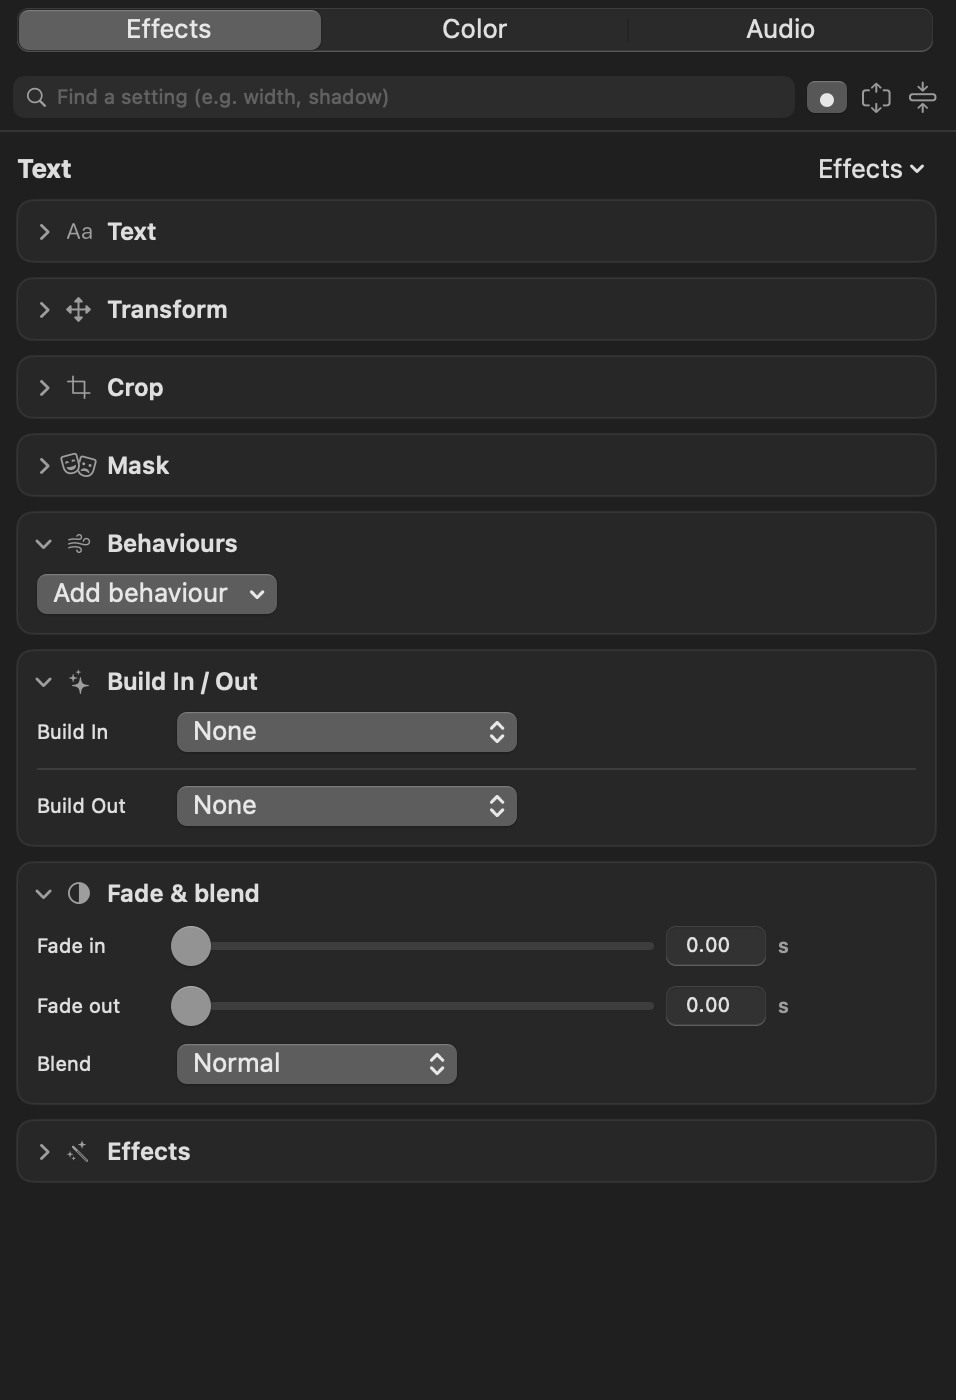 Effects Color Audio
Find a setting (e.g. width, shadow)
Text Effects
Aa Text
Transform
Crop
Mask
Behaviours
Add behaviour
Build In / Out
Build In None
Build Out None
Fade & blend
Fade in 0.00 s
Fade out 0.00 s
Blend Normal
Effects